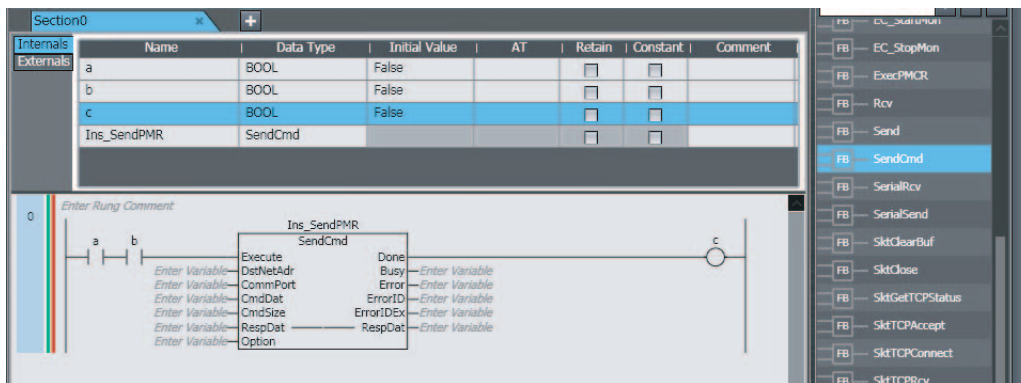 Section0 × +
Internals
Externals
Name Data Type Initial Value AT Retain Constant Comment
a BOOL False
b BOOL False
c BOOL False
Ins_SendPMR SendCmd
0 Enter Rung Comment
Ins_SendPMR
SendCmd
a b c
Execute Done
Enter Variable DstNetAdr Busy Enter Variable
Enter Variable CommPort Error Enter Variable
Enter Variable CmdDat ErrorID Enter Variable
Enter Variable CmdSize ErrorIDEx Enter Variable
Enter Variable RespDat RespDat Enter Variable
Enter Variable Option
FB EC_StartMon
FB EC_StopMon
FB ExecPMCR
FB Rcv
FB Send
FB SendCmd
FB SerialRcv
FB SerialSend
FB SktClearBuf
FB SktClose
FB SktGetTCPStatus
FB SktTCPAccept
FB SktTCPConnect
FB SktTCPRcv